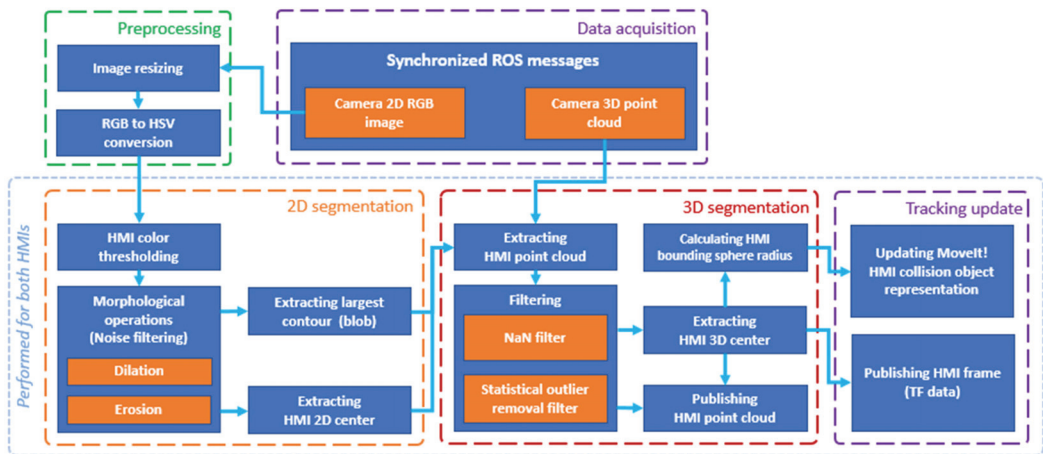 Preprocessing
Image resizing
RGB to HSV
conversion
Data acquisition
Synchronized ROS messages
Camera 2D RGB
image
Camera 3D point
cloud
Performed for both HMIs
2D segmentation
HMI color
thresholding
Morphological
operations
(Noise filtering)
Dilation
Erosion
Extracting largest
contour (blob)
Extracting
HMI 2D center
3D segmentation
Extracting
HMI point cloud
Filtering
NaN filter
Statistical outlier
removal filter
Calculating HMI
bounding sphere radius
Extracting
HMI 3D center
Publishing
HMI point cloud
Tracking update
Updating MoveIt!
HMI collision object
representation
Publishing HMI frame
(TF data)